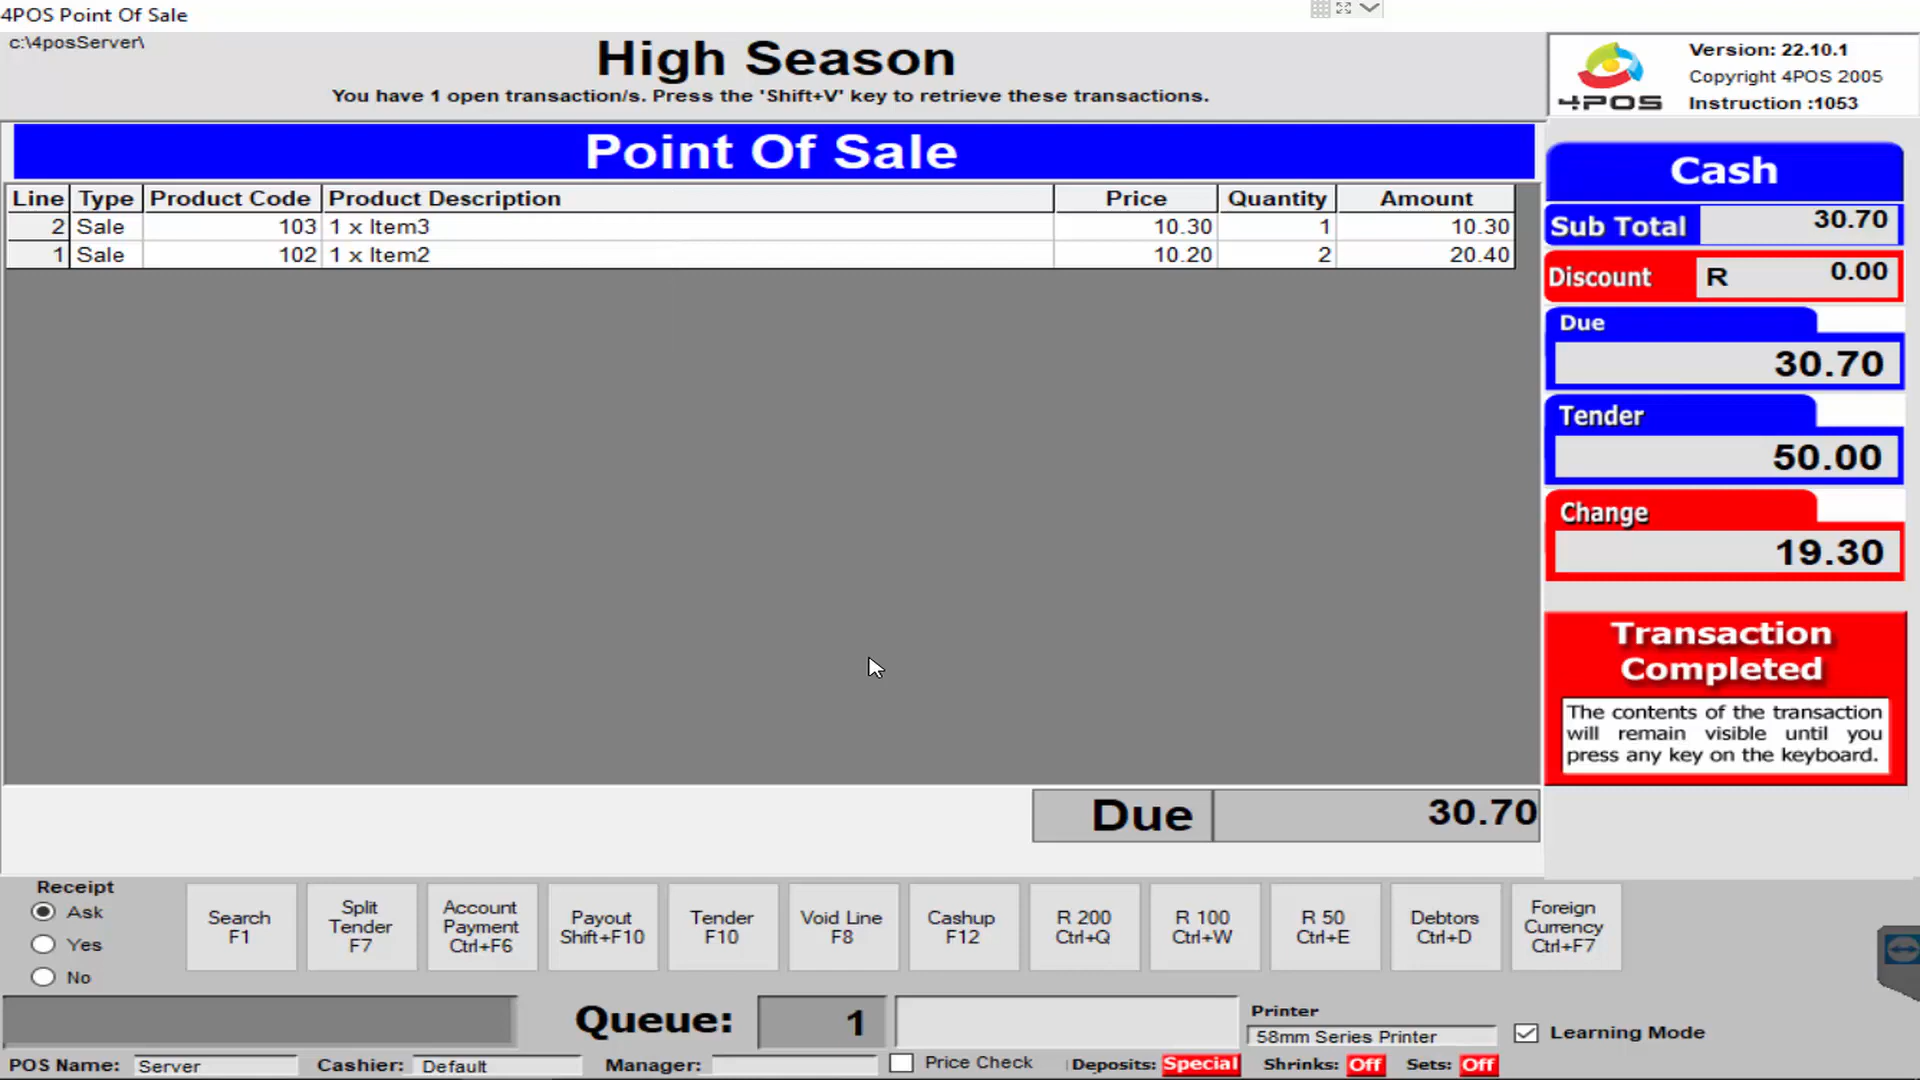 4POS Point Of Sale
c:\4posServer\
High Season
You have 1 open transaction/s. Press the 'Shift+V' key to retrieve these transactions.
4POS
Version: 22.10.1
Copyright 4POS 2005
Instruction :1053
Point Of Sale
Line Type Product Code Product Description Price Quantity Amount
2 Sale 103 1 x Item3 10.30 1 10.30
1 Sale 102 1 x Item2 10.20 2 20.40
Cash
Sub Total 30.70
Discount R 0.00
Due
30.70
Tender
50.00
Change
19.30
Transaction
Completed
The contents of the transaction
will remain visible until you
press any key on the keyboard.
Due 30.70
Receipt
Ask
Yes
No
Search
F1
Split
Tender
F7
Account
Payment
Ctrl+F6
Payout
Shift+F10
Tender
F10
Void Line
F8
Cashup
F12
R 200
Ctrl+Q
R 100
Ctrl+W
R 50
Ctrl+E
Debtors
Ctrl+D
Foreign
Currency
Ctrl+F7
Queue: 1
Printer
58mm Series Printer
Learning Mode
POS Name: Server Cashier: Default Manager: Price Check Deposits: Special Shrinks: Off Sets: Off